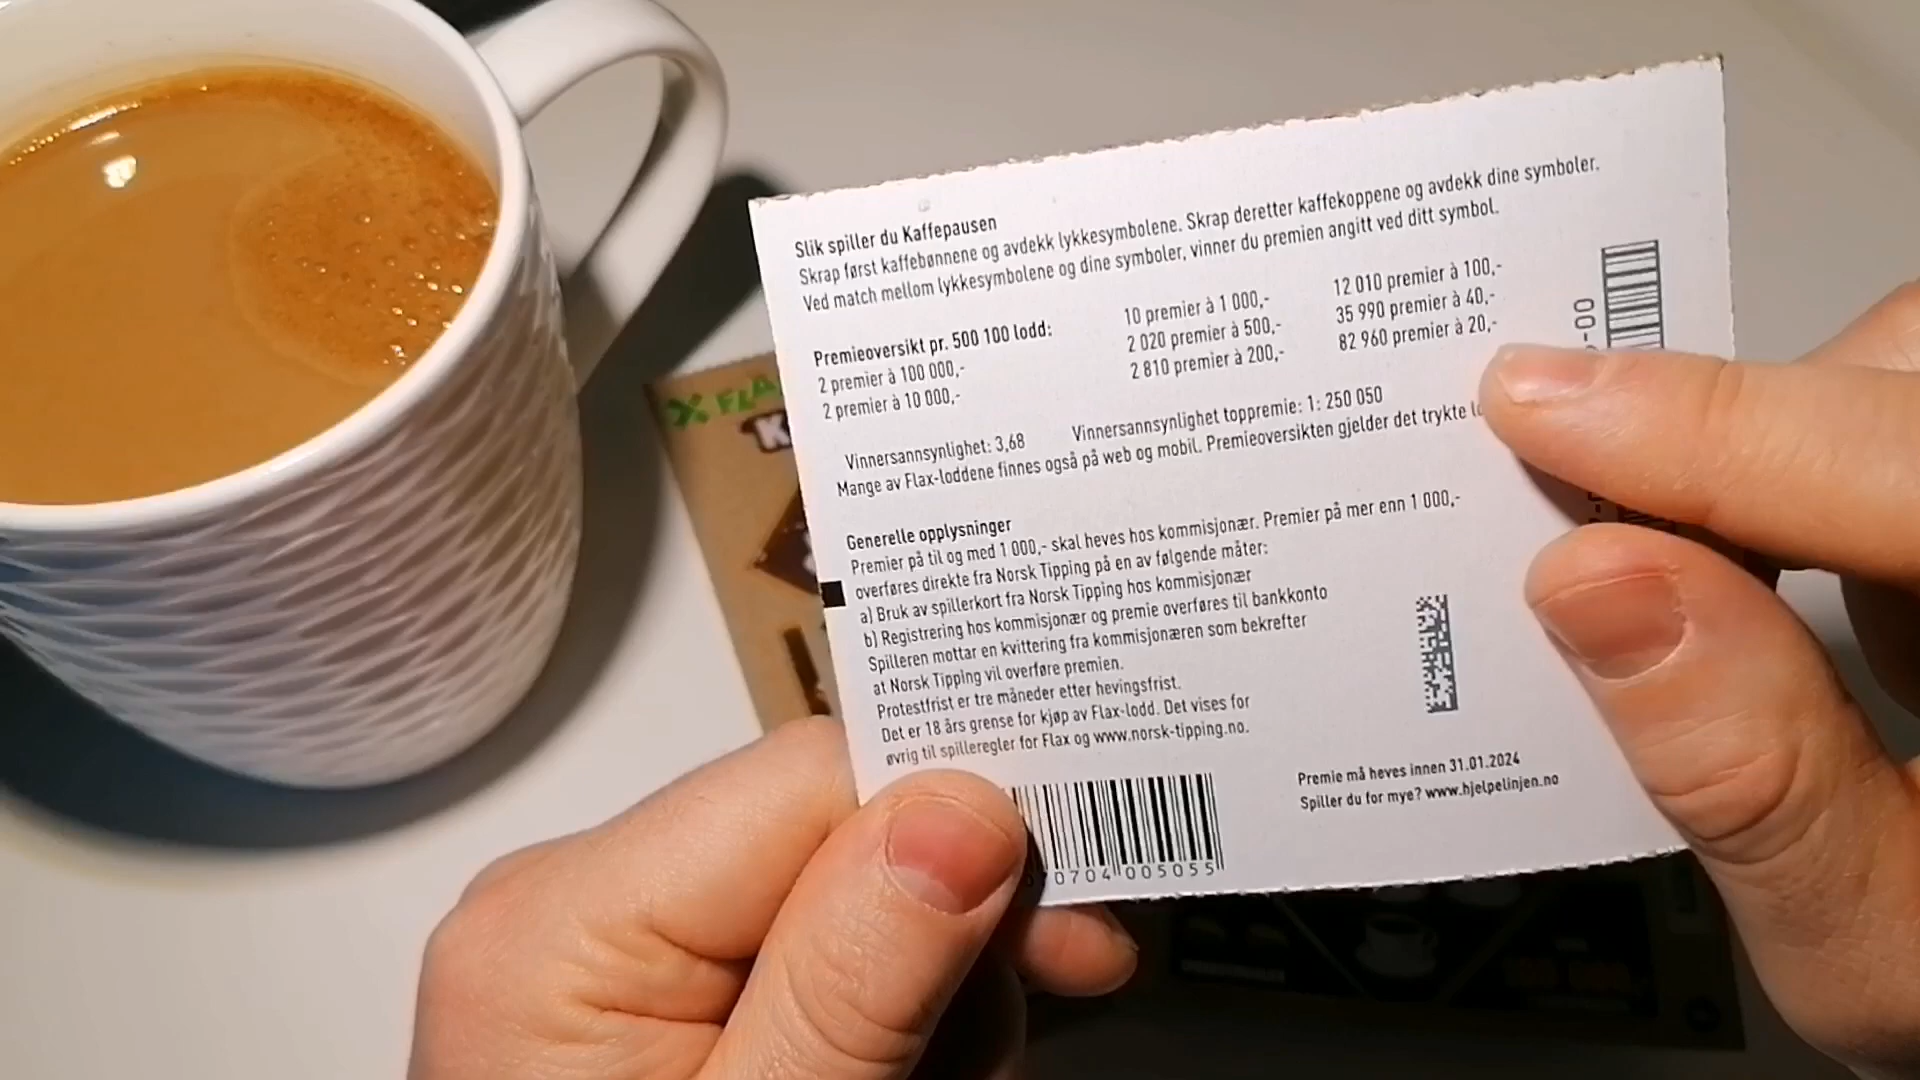 Slik spiller du Kaffepausen
Skrap først kaffebønnene og avdekk lykkesymbolene. Skrap deretter kaffekoppene og avdekk dine symboler.
Ved match mellom lykkesymbolene og dine symboler, vinner du premien angitt ved ditt symbol.
Premieoversikt pr. 500 100 lodd:
2 premier à 100 000,-
2 premier à 10 000,-
10 premier à 1 000,-
2 020 premier à 500,-
2 810 premier à 200,-
12 010 premier à 100,-
35 990 premier à 40,-
82 960 premier à 20,-
Vinnersannsynlighet: 3,68 Vinnersannsynlighet toppremie: 1: 250 050
Mange av Flax-loddene finnes også på web og mobil. Premieoversikten gjelder det trykte
Generelle opplysninger
Premier på til og med 1 000,- skal heves hos kommisjonær. Premier på mer enn 1 000,-
overføres direkte fra Norsk Tipping på en av følgende måter:
a) Bruk av spillerkort fra Norsk Tipping hos kommisjonær
b) Registrering hos kommisjonær og premie overføres til bankkonto
Spilleren mottar en kvittering fra kommisjonæren som bekrefter
at Norsk Tipping vil overføre premien.
Protestfrist er tre måneder etter hevingsfrist.
Det er 18 års grense for kjøp av Flax-lodd. Det vises for
øvrig til spilleregler for Flax og www.norsk-tipping.no.
Premie må heves innen 31.01.2024
Spiller du for mye? www.hjelpelinjen.no
0704 005055
-00
FLA
K